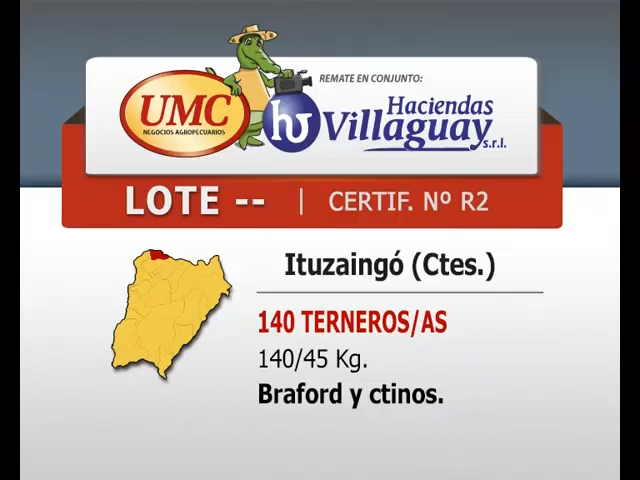 UMC
NEGOCIOS AGROPECUARIOS
REMATE EN CONJUNTO:
hv Haciendas
Villaguay
s.r.l.
LOTE -- | CERTIF. Nº R2
Ituzaingó (Ctes.)
140 TERNEROS/AS
140/45 Kg.
Braford y ctinos.